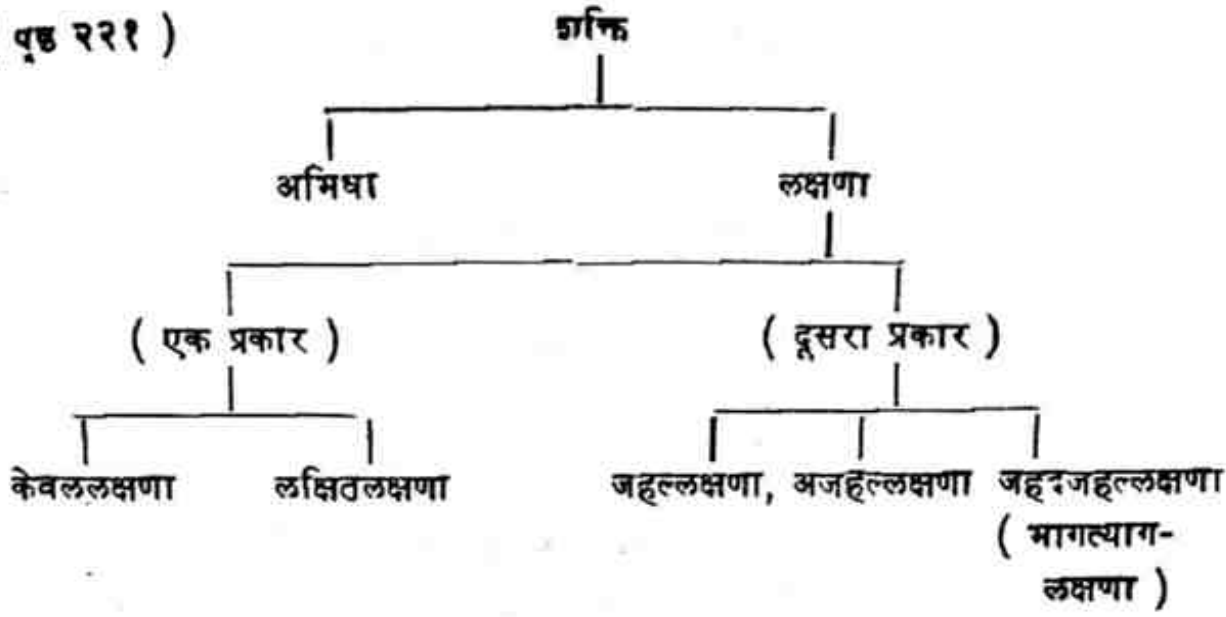 पृष्ठ २२१ )
शक्ति
अभिधा लक्षणा
( एक प्रकार ) ( दूसरा प्रकार )
केवललक्षणा लक्षितलक्षणा जहल्लक्षणा, अजहल्लक्षणा जहदजहल्लक्षणा
( भागत्याग-
लक्षणा )